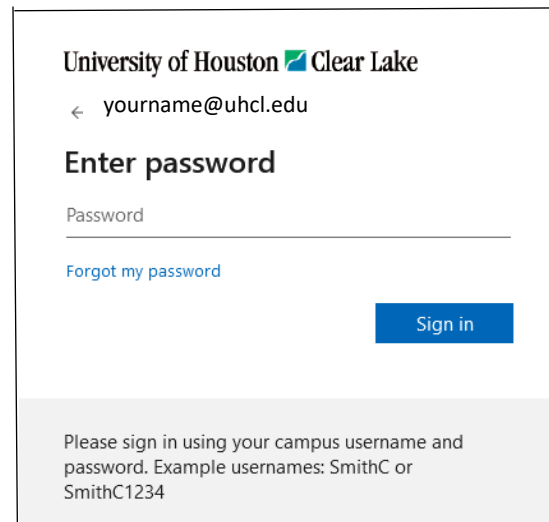 University of Houston Clear Lake
yourname@uhcl.edu
Enter password
Password
Forgot my password
Sign in
Please sign in using your campus username and
password. Example usernames: SmithC or
SmithC1234